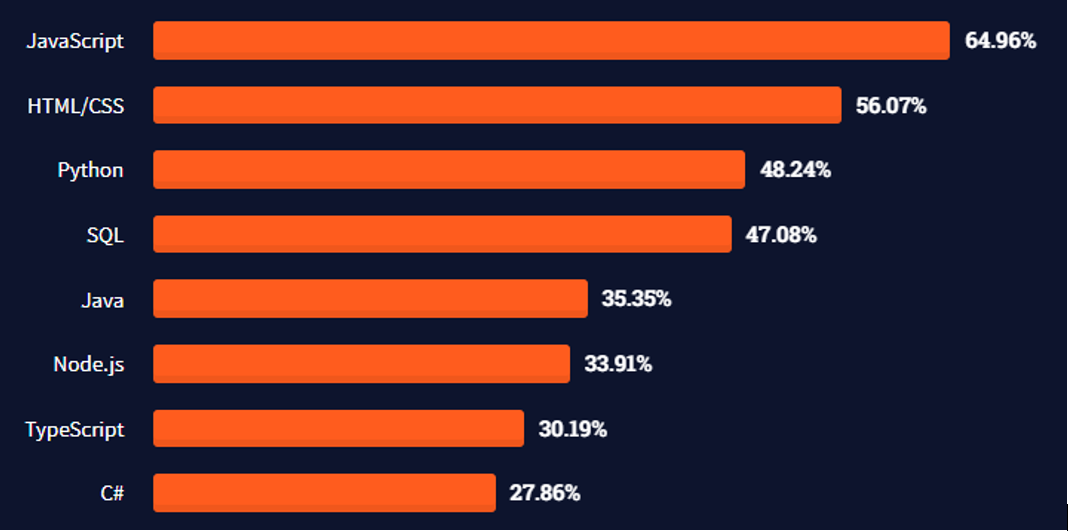 JavaScript 64.96%
HTML/CSS 56.07%
Python 48.24%
SQL 47.08%
Java 35.35%
Node.js 33.91%
TypeScript 30.19%
C# 27.86%